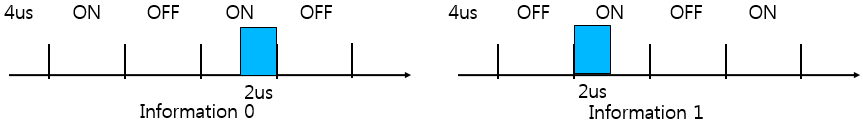 4us ON OFF ON OFF
2us
Information 0
4us OFF ON OFF ON
2us
Information 1